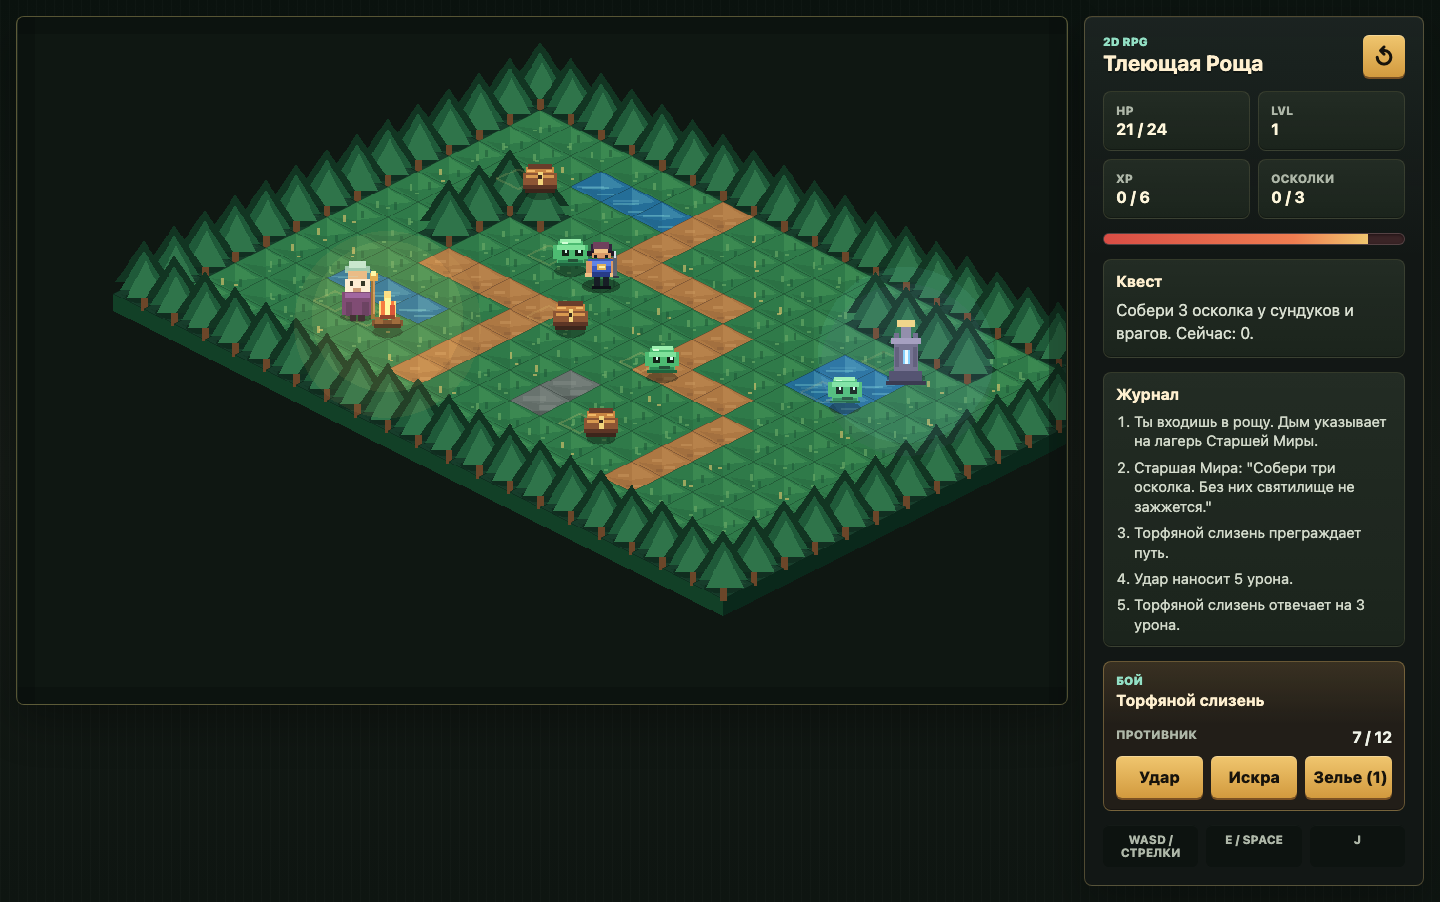 2D RPG
Тлеющая Роща
HP
21 / 24
LVL
1
XP
0 / 6
ОСКОЛКИ
0 / 3
Квест
Собери 3 осколка у сундуков и
врагов. Сейчас: 0.
Журнал
1. Ты входишь в рощу. Дым указывает
на лагерь Старшей Миры.
2. Старшая Мира: "Собери три
осколка. Без них святилище не
зажжется."
3. Торфяной слизень преграждает
путь.
4. Удар наносит 5 урона.
5. Торфяной слизень отвечает на 3
урона.
БОЙ
Торфяной слизень
ПРОТИВНИК
7 / 12
Удар
Искра
Зелье (1)
WASD /
СТРЕЛКИ
E / SPACE
J